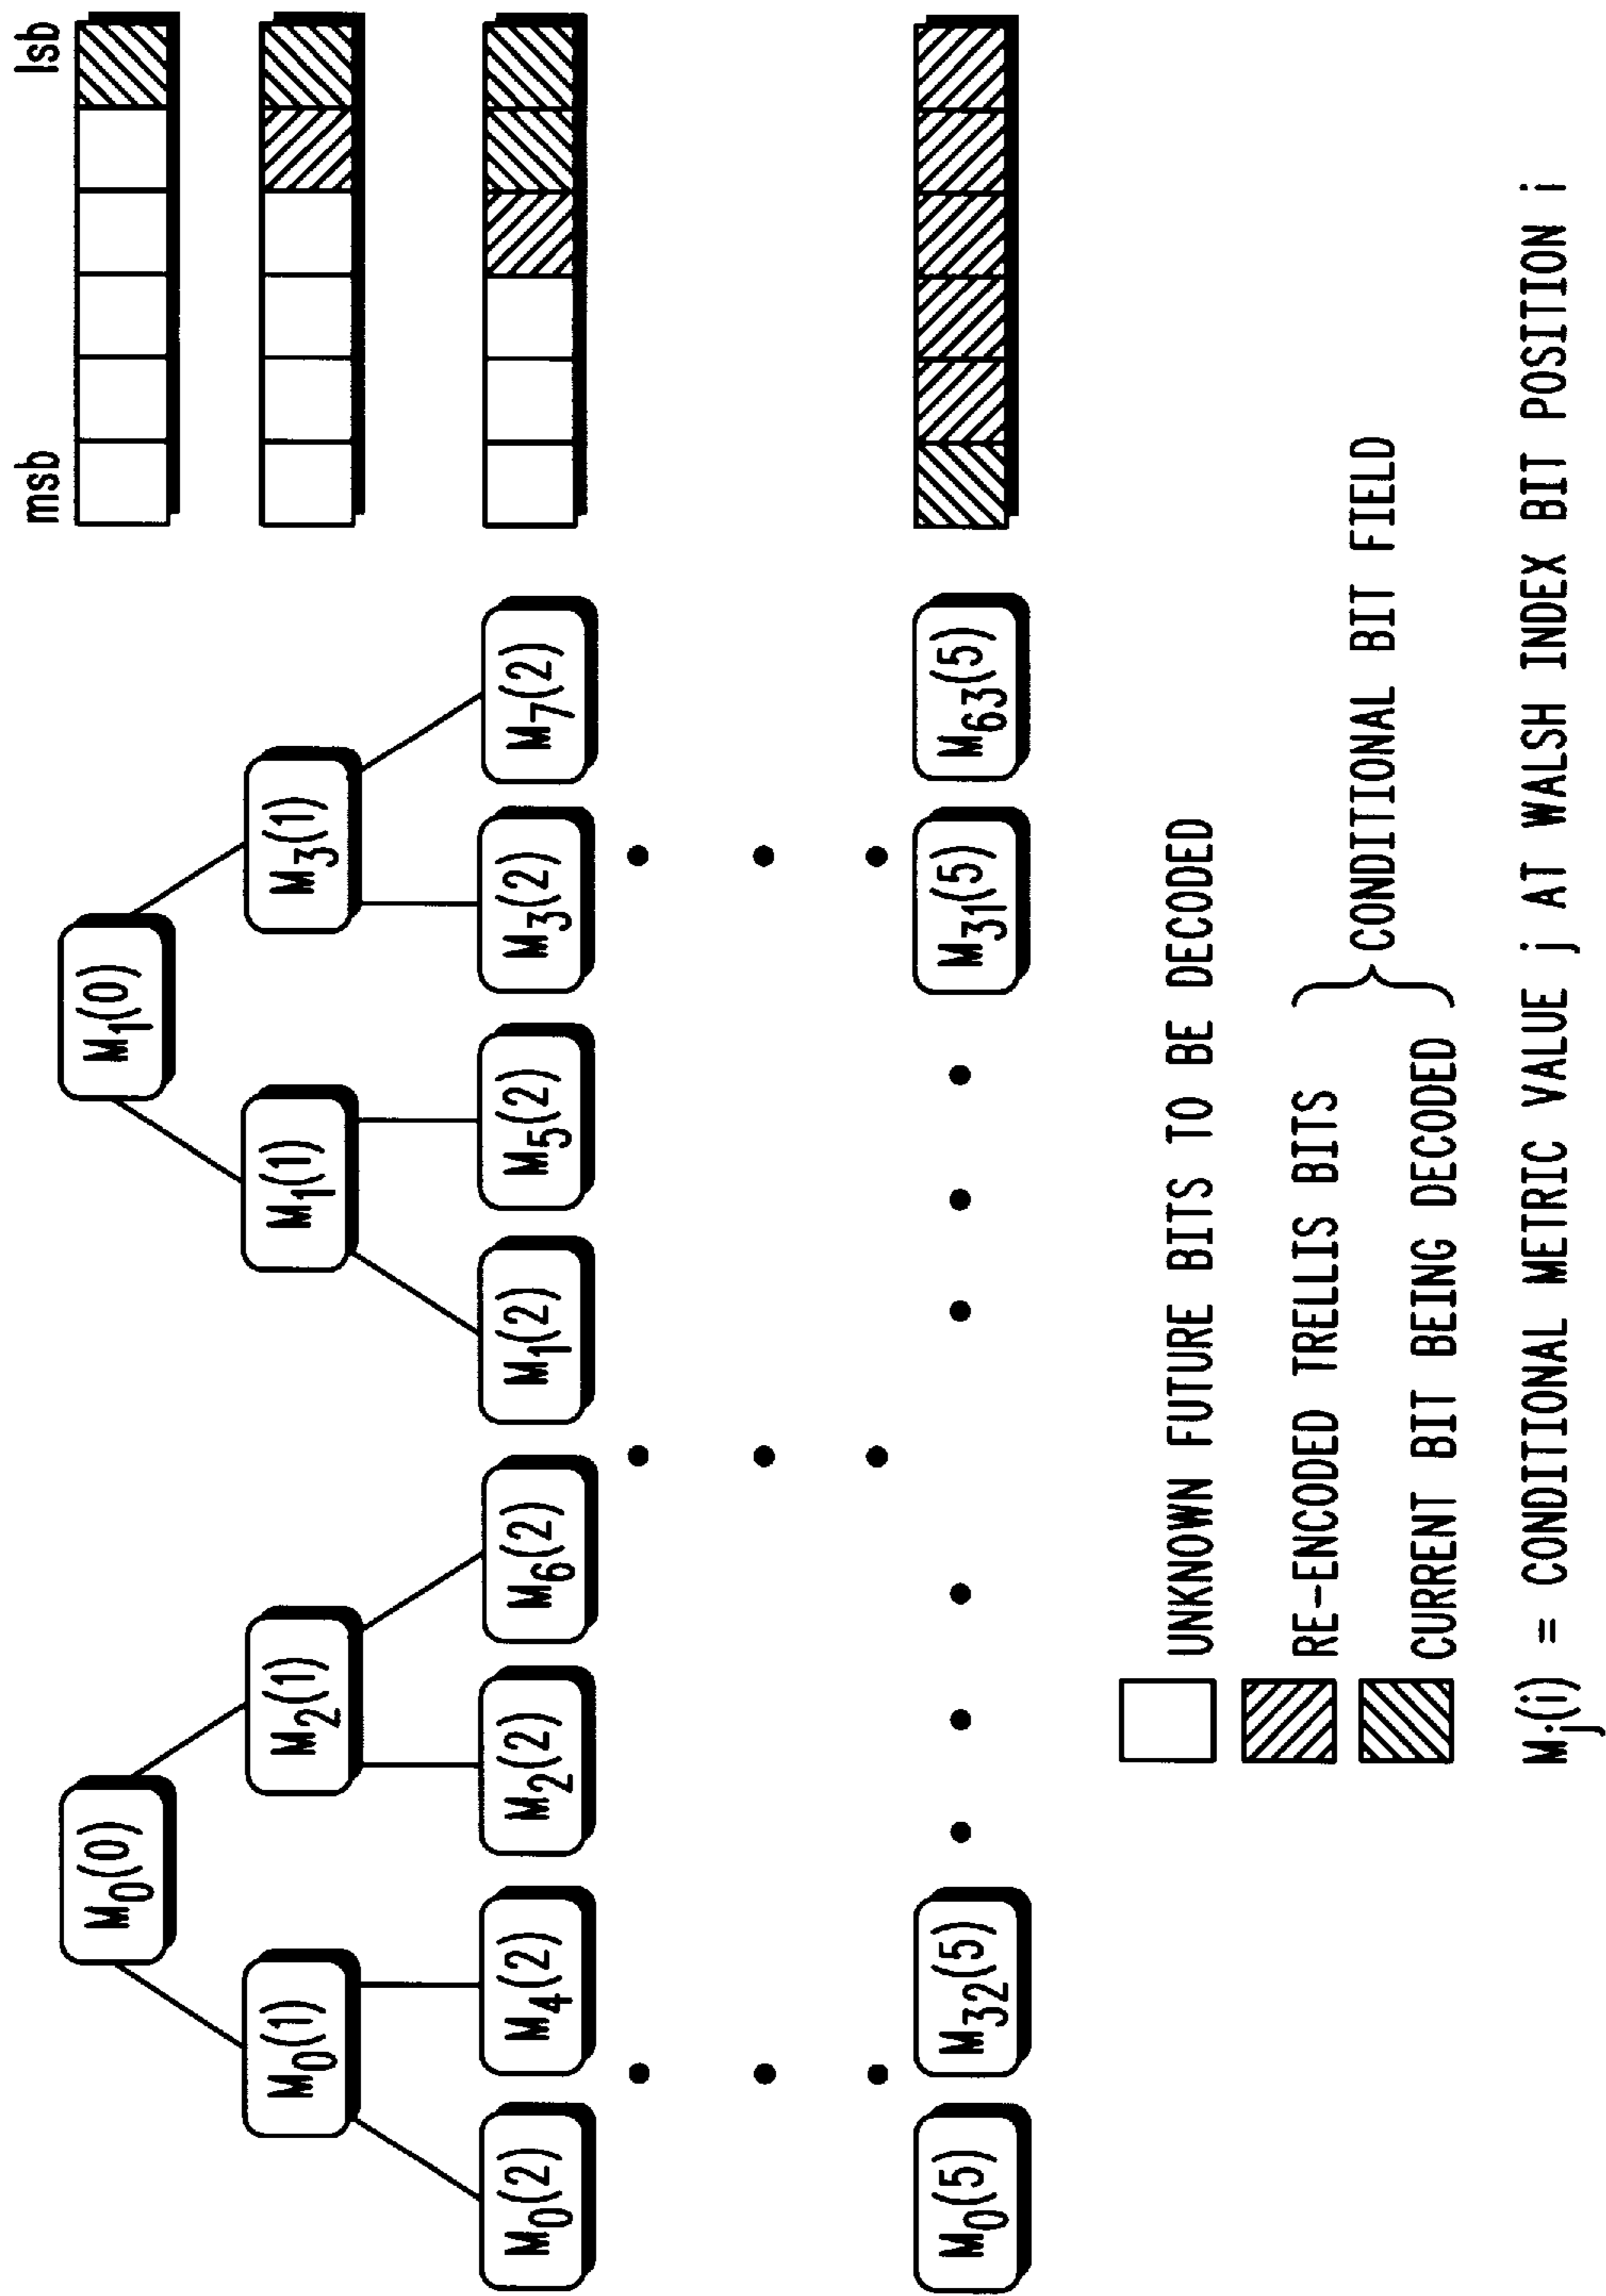 msb lsb
M0(0) M1(0)
M0(1) M2(1) M1(1) M3(1)
M0(2) M4(2) M2(2) M6(2) M1(2) M5(2) M3(2) M7(2)
M0(5) M32(5) M31(5) M63(5)
UNKNOWN FUTURE BITS TO BE DECODED
RE-ENCODED TRELLIS BITS
CURRENT BIT BEING DECODED
CONDITIONAL BIT FIELD
Mj(i) = CONDITIONAL METRIC VALUE j AT WALSH INDEX BIT POSITION i